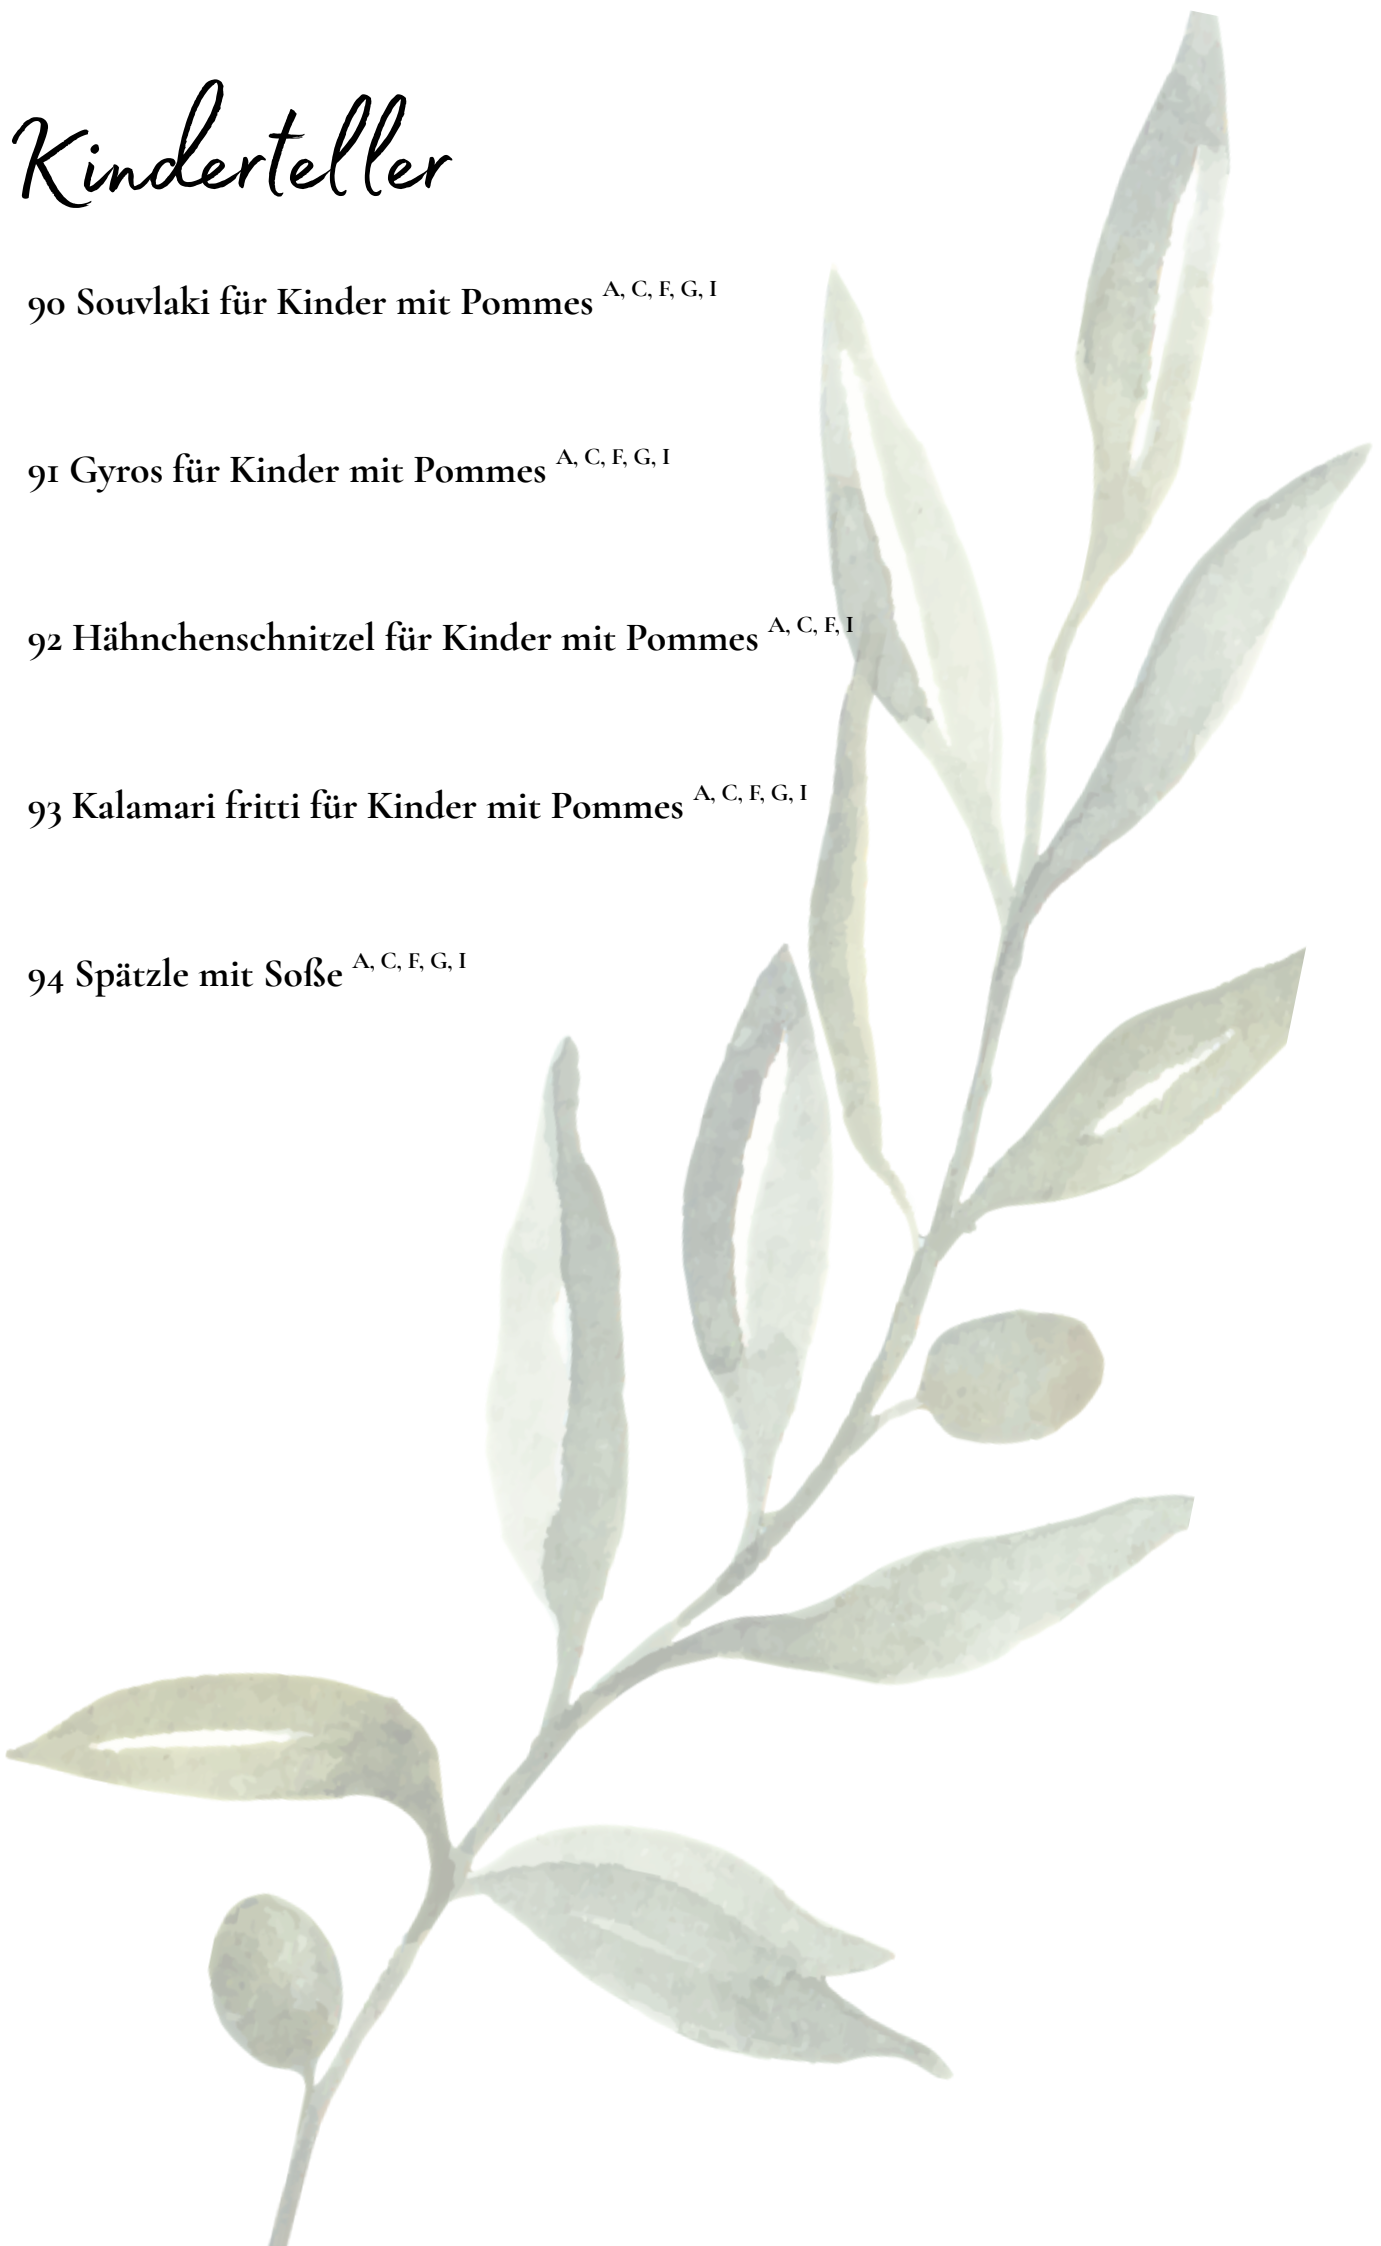 Kinderteller
90 Souvlaki für Kinder mit Pommes A, C, F, G, I
91 Gyros für Kinder mit Pommes A, C, F, G, I
92 Hähnchenschnitzel für Kinder mit Pommes A, C, F, I
93 Kalamari fritti für Kinder mit Pommes A, C, F, G, I
94 Spätzle mit Soße A, C, F, G, I